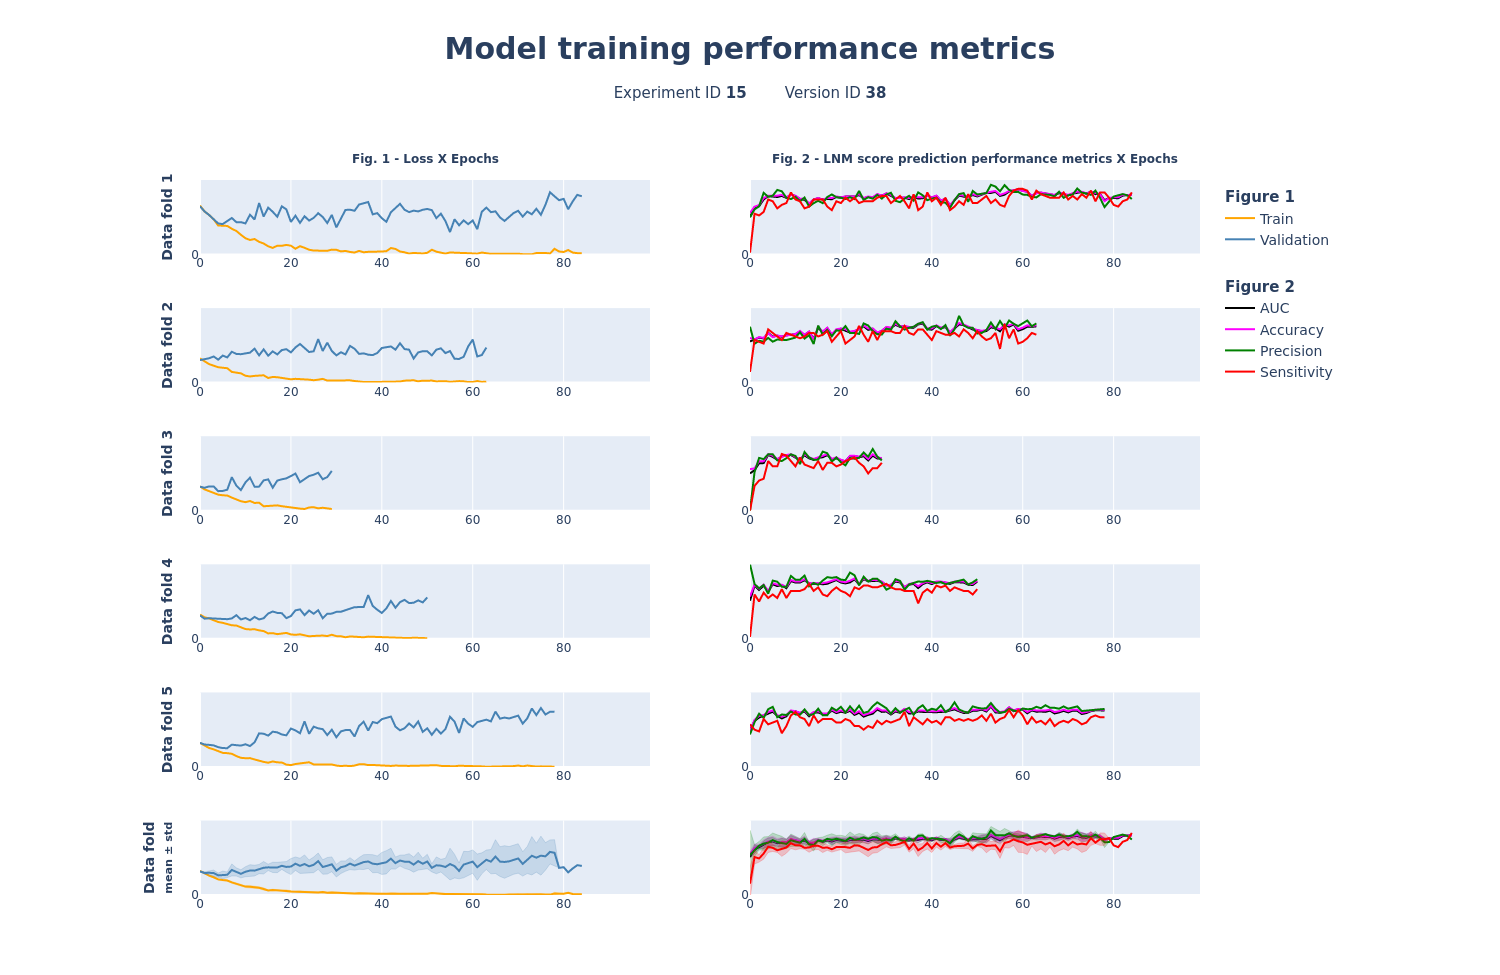 Model training performance metrics
Experiment ID 15 Version ID 38
Fig. 1 - Loss X Epochs
Fig. 2 - LNM score prediction performance metrics X Epochs
Data fold 1
0
0 20 40 60 80
0
0 20 40 60 80
Figure 1
Train
Validation
Figure 2
AUC
Accuracy
Precision
Sensitivity
Data fold 2
0
0 20 40 60 80
0
0 20 40 60 80
Data fold 3
0
0 20 40 60 80
0
0 20 40 60 80
Data fold 4
0
0 20 40 60 80
0
0 20 40 60 80
Data fold 5
0
0 20 40 60 80
0
0 20 40 60 80
Data fold
mean ± std
0
0 20 40 60 80
0
0 20 40 60 80